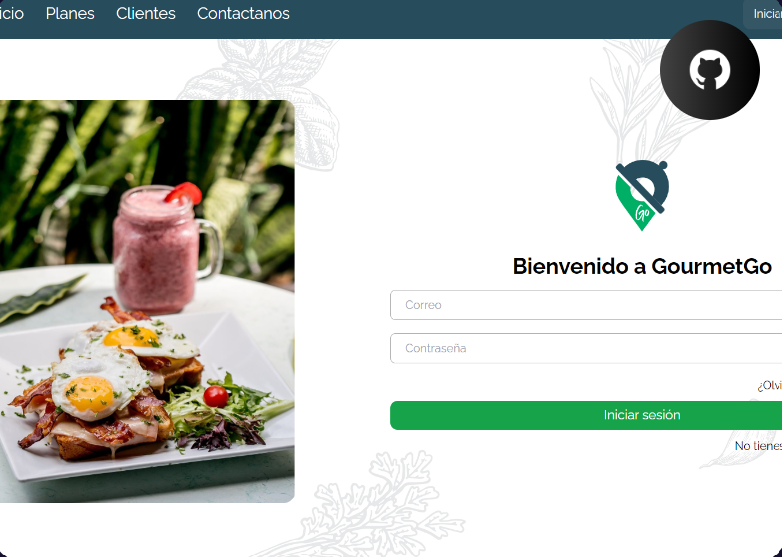 icio Planes Clientes Contactanos Inicia
Go
Bienvenido a GourmetGo
Correo
Contraseña
¿Olvi
Iniciar sesión
No tienes